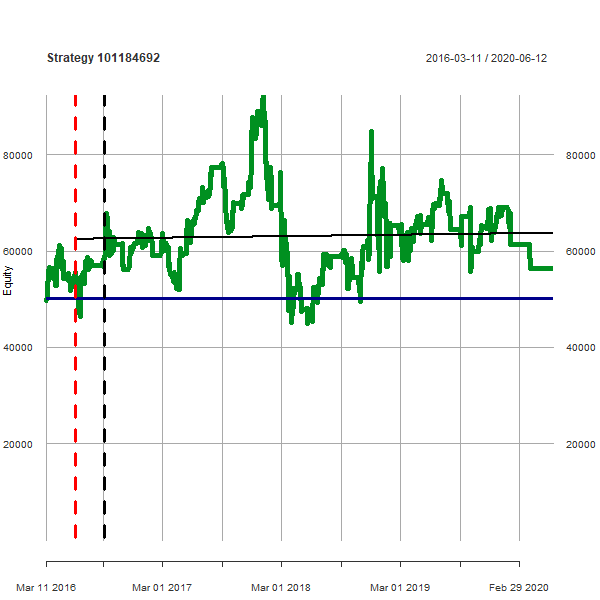 Strategy 101184692
2016-03-11 / 2020-06-12
80000 80000
60000 60000
Equity
40000 40000
20000 20000
Mar 11 2016 Mar 01 2017 Mar 01 2018 Mar 01 2019 Feb 29 2020